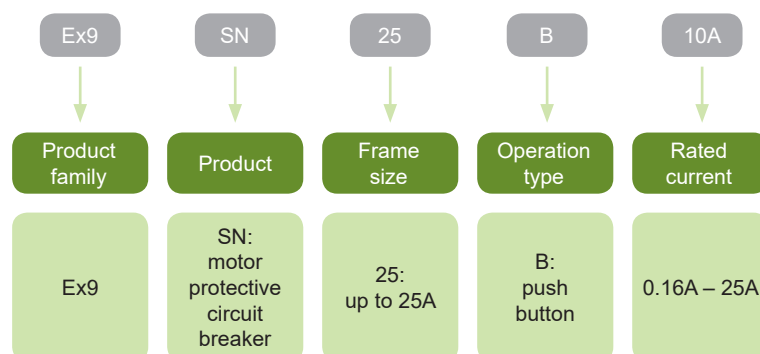 Ex9
SN
25
B
10A
Product
family
Product
Frame
size
Operation
type
Rated
current
Ex9
SN:
motor
protective
circuit
breaker
25:
up to 25A
B:
push
button
0.16A – 25A